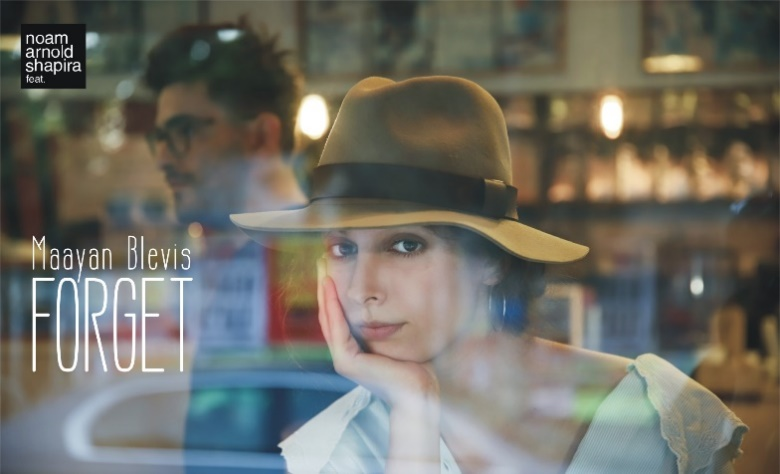 noam
arnold
shapira
feat.
Maayan Blevis
FORGET